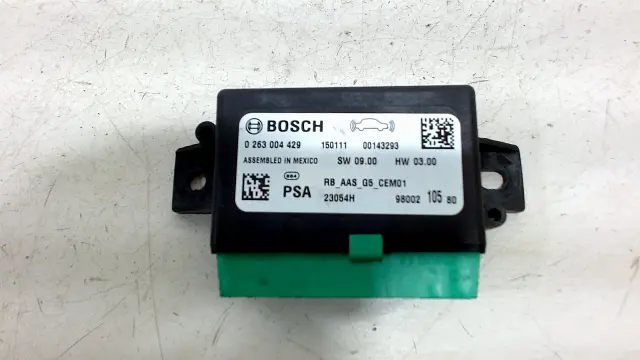 BOSCH
0 263 004 429 150111 00143293
ASSEMBLED IN MEXICO SW 09.00 HW 03.00
RB_AAS_G5_CEM01
PSA 23054H 98002 105 80